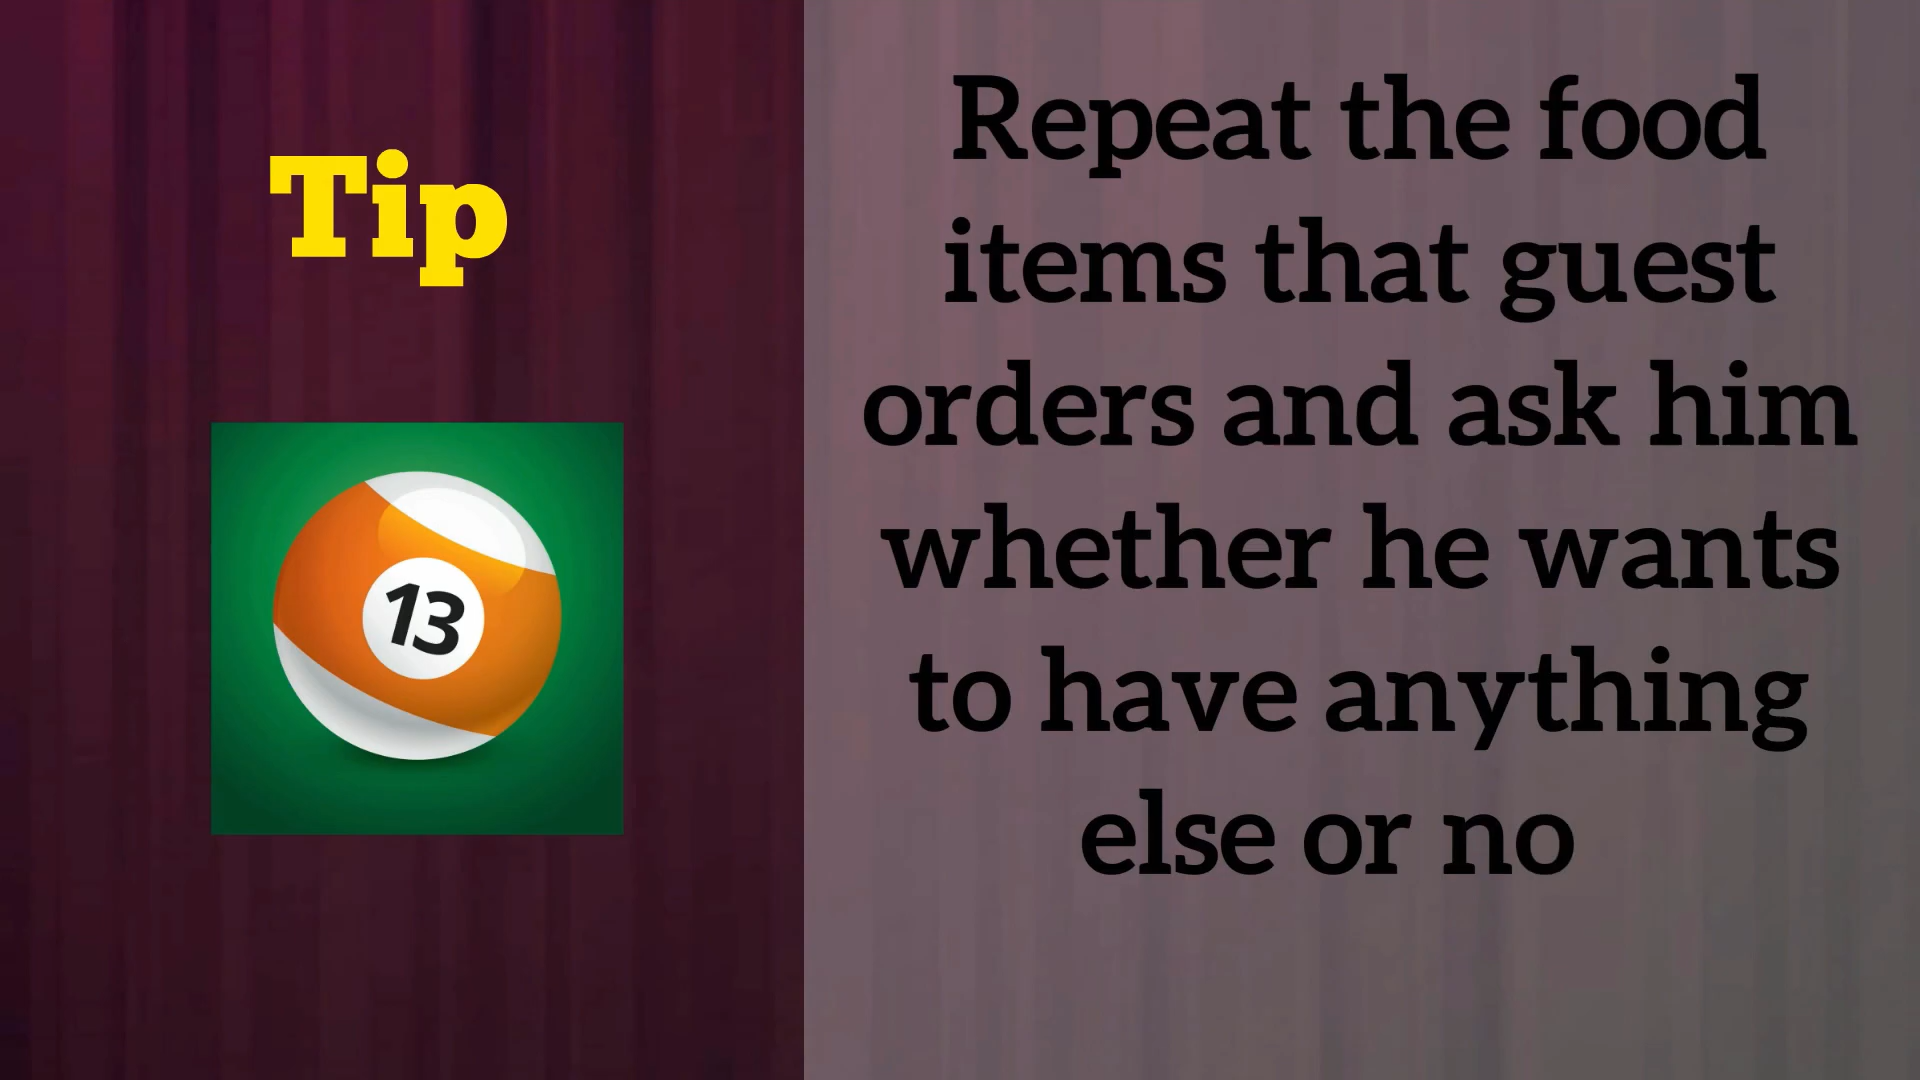 Tip
13
Repeat the food
items that guest
orders and ask him
whether he wants
to have anything
else or no